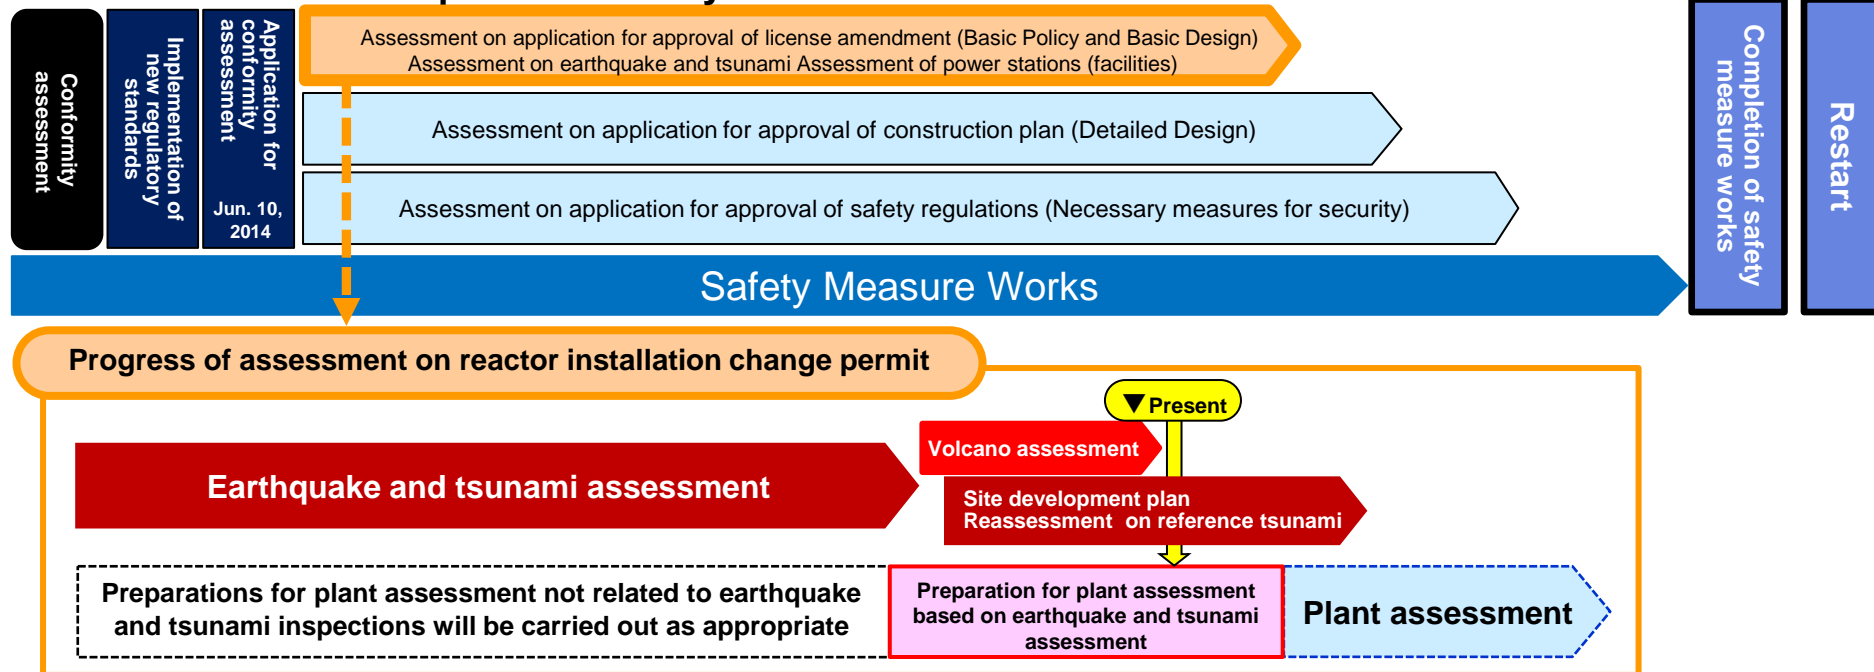 Conformity
assessment
Implementation of
new regulatory
standards
Application for
conformity
assessment
Jun. 10,
2014
Assessment on application for approval of license amendment (Basic Policy and Basic Design)
Assessment on earthquake and tsunami Assessment of power stations (facilities)
Assessment on application for approval of construction plan (Detailed Design)
Assessment on application for approval of safety regulations (Necessary measures for security)
Safety Measure Works
Completion of safety
measure works
Restart
Progress of assessment on reactor installation change permit
▼Present
Volcano assessment
Earthquake and tsunami assessment
Site development plan
Reassessment on reference tsunami
Preparations for plant assessment not related to earthquake
and tsunami inspections will be carried out as appropriate
Preparation for plant assessment
based on earthquake and tsunami
assessment
Plant assessment